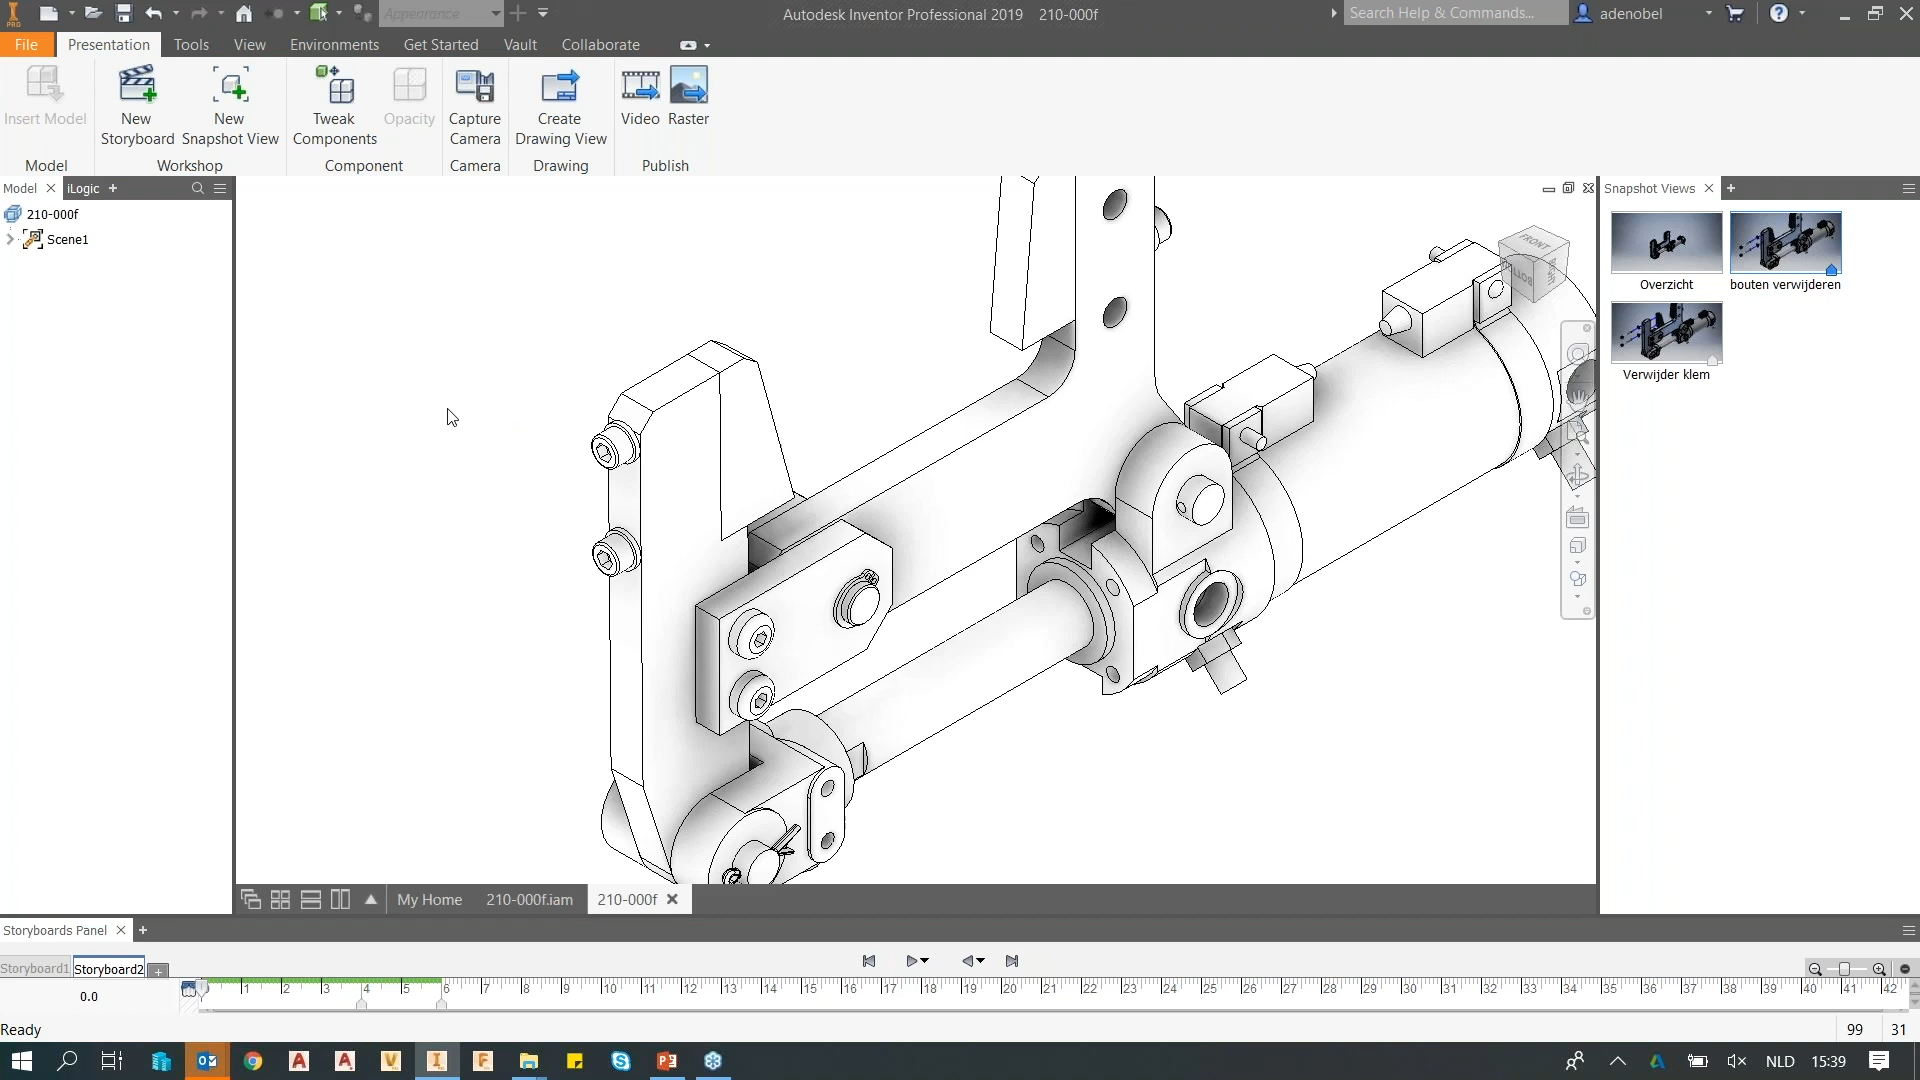 PRO
Appearance
Autodesk Inventor Professional 2019 210-000f
Search Help & Commands...
adenobel
File Presentation Tools View Environments Get Started Vault Collaborate
Insert Model
New Storyboard
New Snapshot View
Tweak Components
Opacity
Capture Camera
Create Drawing View
Video Raster
Model Workshop Component Camera Drawing Publish
Model iLogic +
Snapshot Views +
210-000f
Scene1
FRONT
BOTTOM
Overzicht bouten verwijderen
Verwijder klem
My Home 210-000f.iam 210-000f
Storyboards Panel +
Storyboard1 Storyboard2 +
0.0
1 2 3 4 5 6 7 8 9 10 11 12 13 14 15 16 17 18 19 20 21 22 23 24 25 26 27 28 29 30 31 32 33 34 35 36 37 38 39 40 41 42
Ready
99 31
NLD 15:39